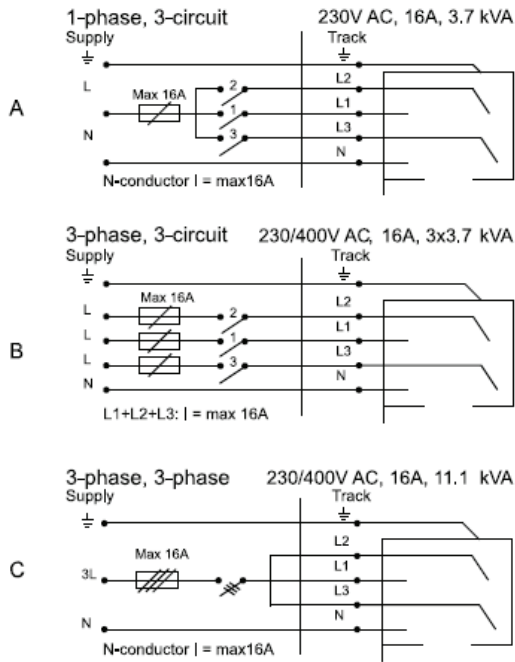 1-phase, 3-circuit 230V AC, 16A, 3.7 kVA
Supply Track
L2
L Max 16A 2
L1
A 1
L3
N 3
N
N-conductor I = max16A
3-phase, 3-circuit 230/400V AC, 16A, 3x3.7 kVA
Supply Track
Max 16A L2
L 2
L1
L 1
B L3
L 3
N N
L1+L2+L3: I = max 16A
3-phase, 3-phase 230/400V AC, 16A, 11.1 kVA
Supply Track
L2
Max 16A
L1
C 3L
L3
N N
N-conductor I = max16A